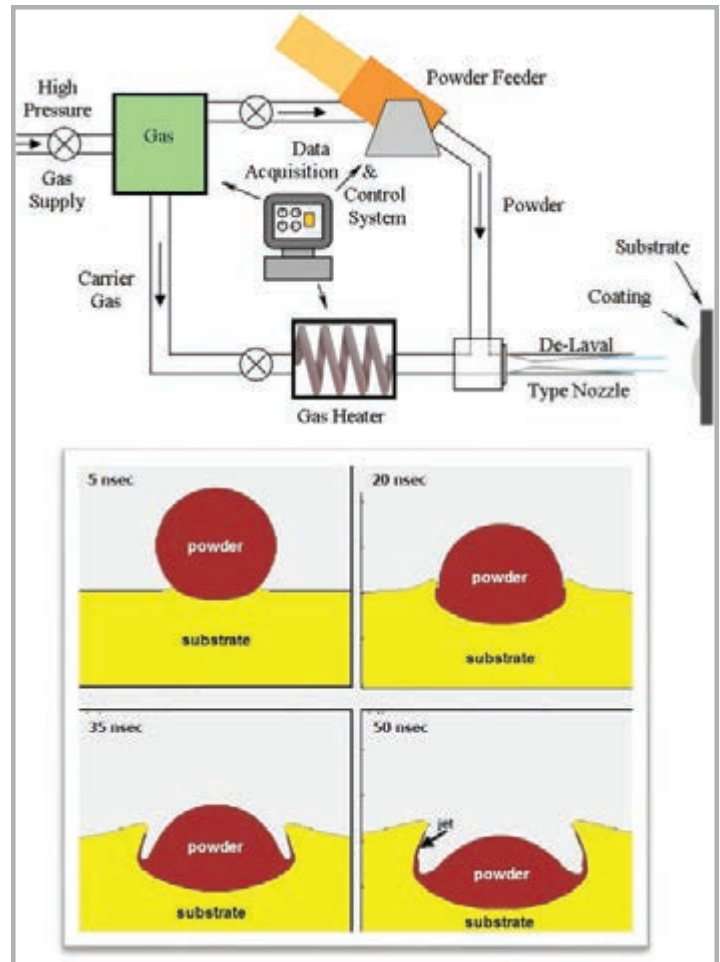 High
Pressure
Gas
Supply
Gas
Powder Feeder
Data
Acquisition &
Control
System
Powder
Carrier
Gas
Gas Heater
De-Laval
Type Nozzle
Substrate
Coating
5 nsec
powder
substrate
20 nsec
powder
substrate
35 nsec
powder
substrate
50 nsec
jet
powder
substrate